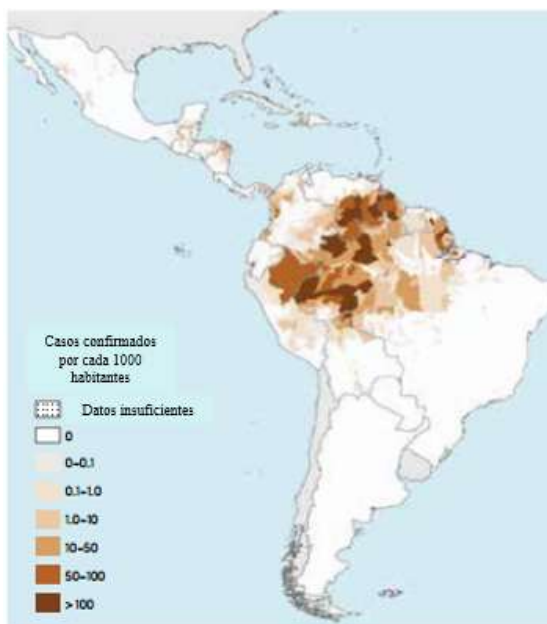 Casos confirmados
por cada 1000
habitantes
Datos insuficientes
0
0–0.1
0.1–1.0
1.0–10
10–50
50–100
>100